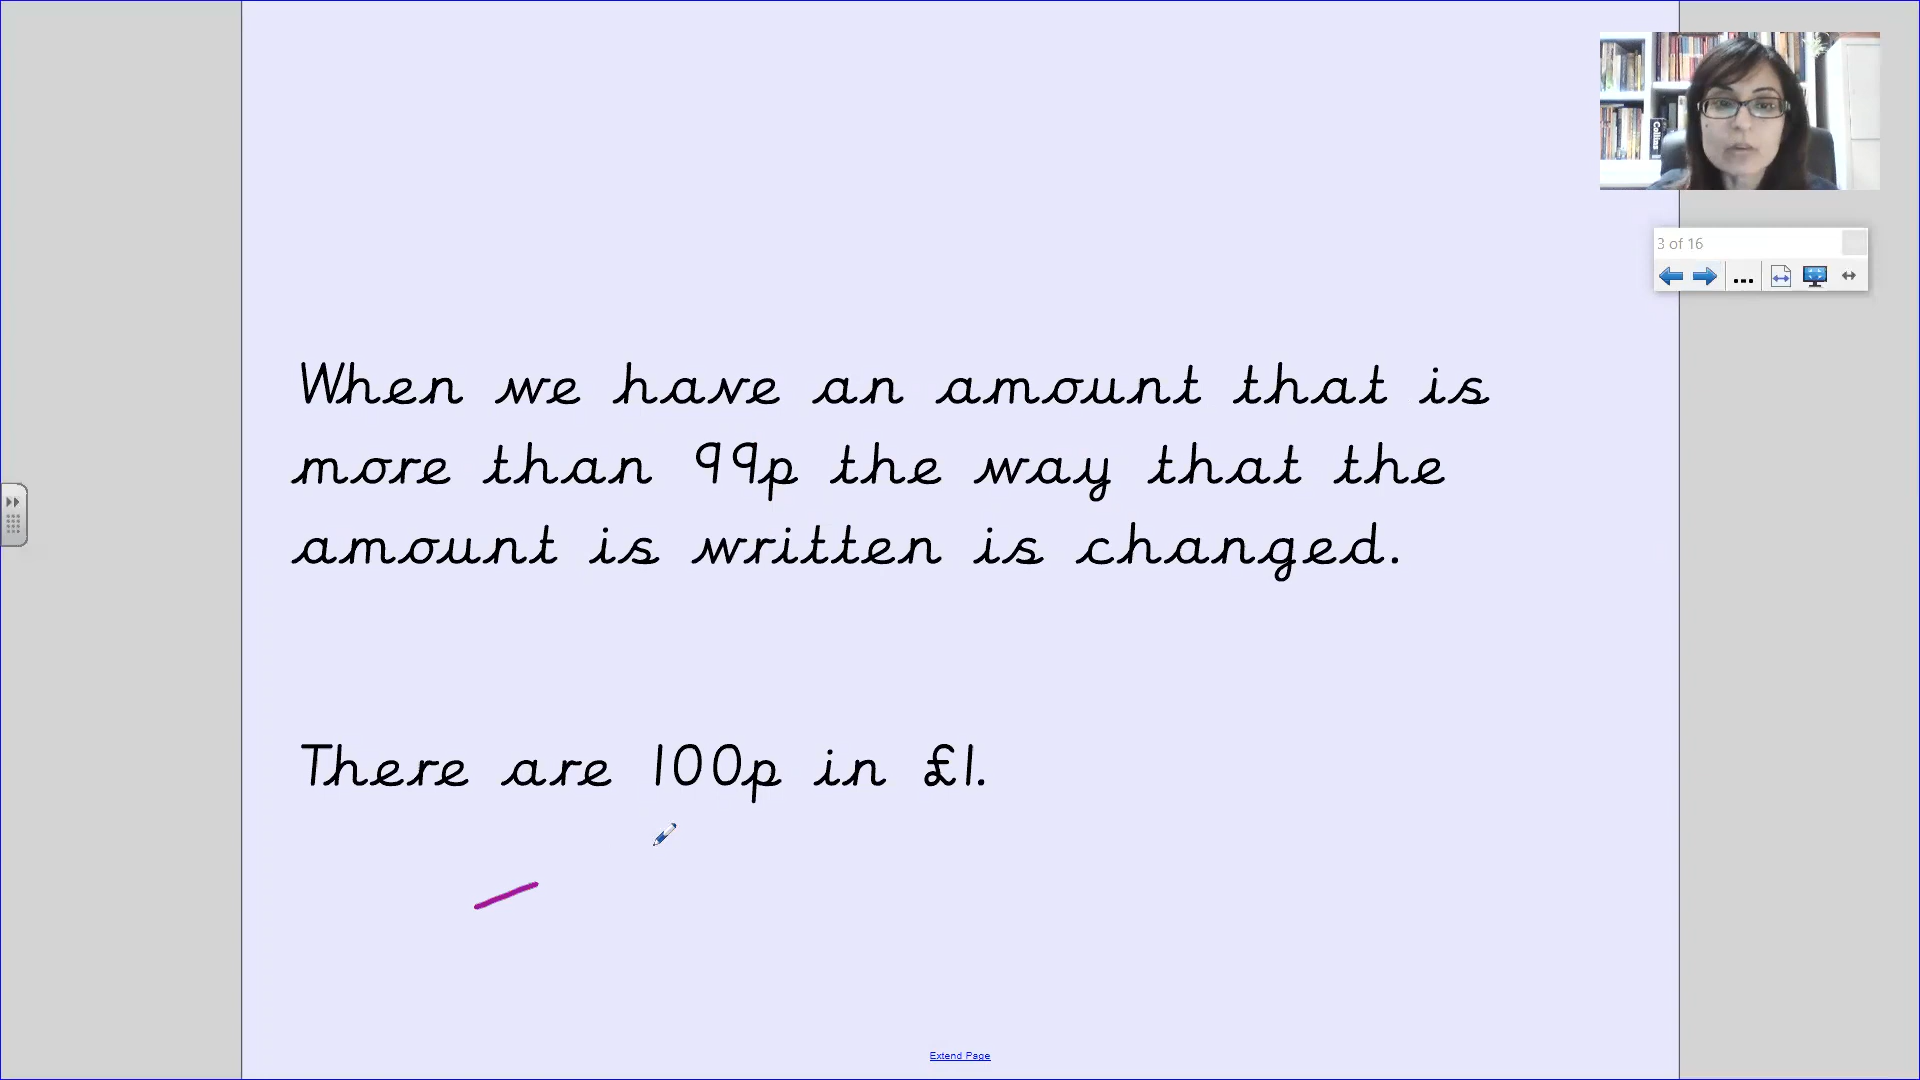 Collins
3 of 16
When we have an amount that is
more than 99p the way that the
amount is written is changed.
There are 100p in £1.
Extend Page